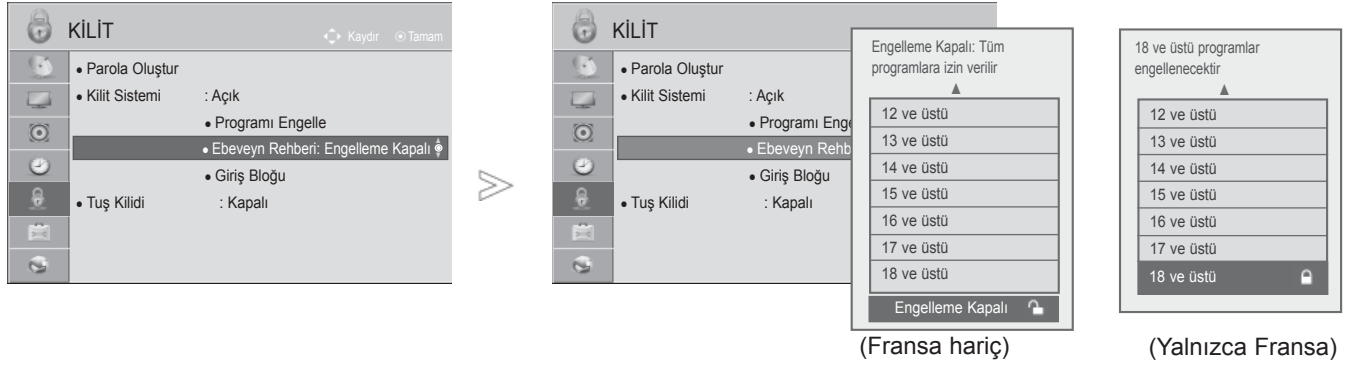 KİLİT
Kaydır Tamam
• Parola Oluştur
• Kilit Sistemi : Açık
• Programı Engelle
• Ebeveyn Rehberi: Engelleme Kapalı
• Giriş Bloğu
• Tuş Kilidi : Kapalı
KİLİT
• Parola Oluştur
• Kilit Sistemi : Açık
• Programı Enge
• Ebeveyn Rehb
• Giriş Bloğu
• Tuş Kilidi : Kapalı
Engelleme Kapalı: Tüm
programlara izin verilir
12 ve üstü
13 ve üstü
14 ve üstü
15 ve üstü
16 ve üstü
17 ve üstü
18 ve üstü
Engelleme Kapalı
(Fransa hariç)
18 ve üstü programlar
engellenecektir
12 ve üstü
13 ve üstü
14 ve üstü
15 ve üstü
16 ve üstü
17 ve üstü
18 ve üstü
(Yalnızca Fransa)